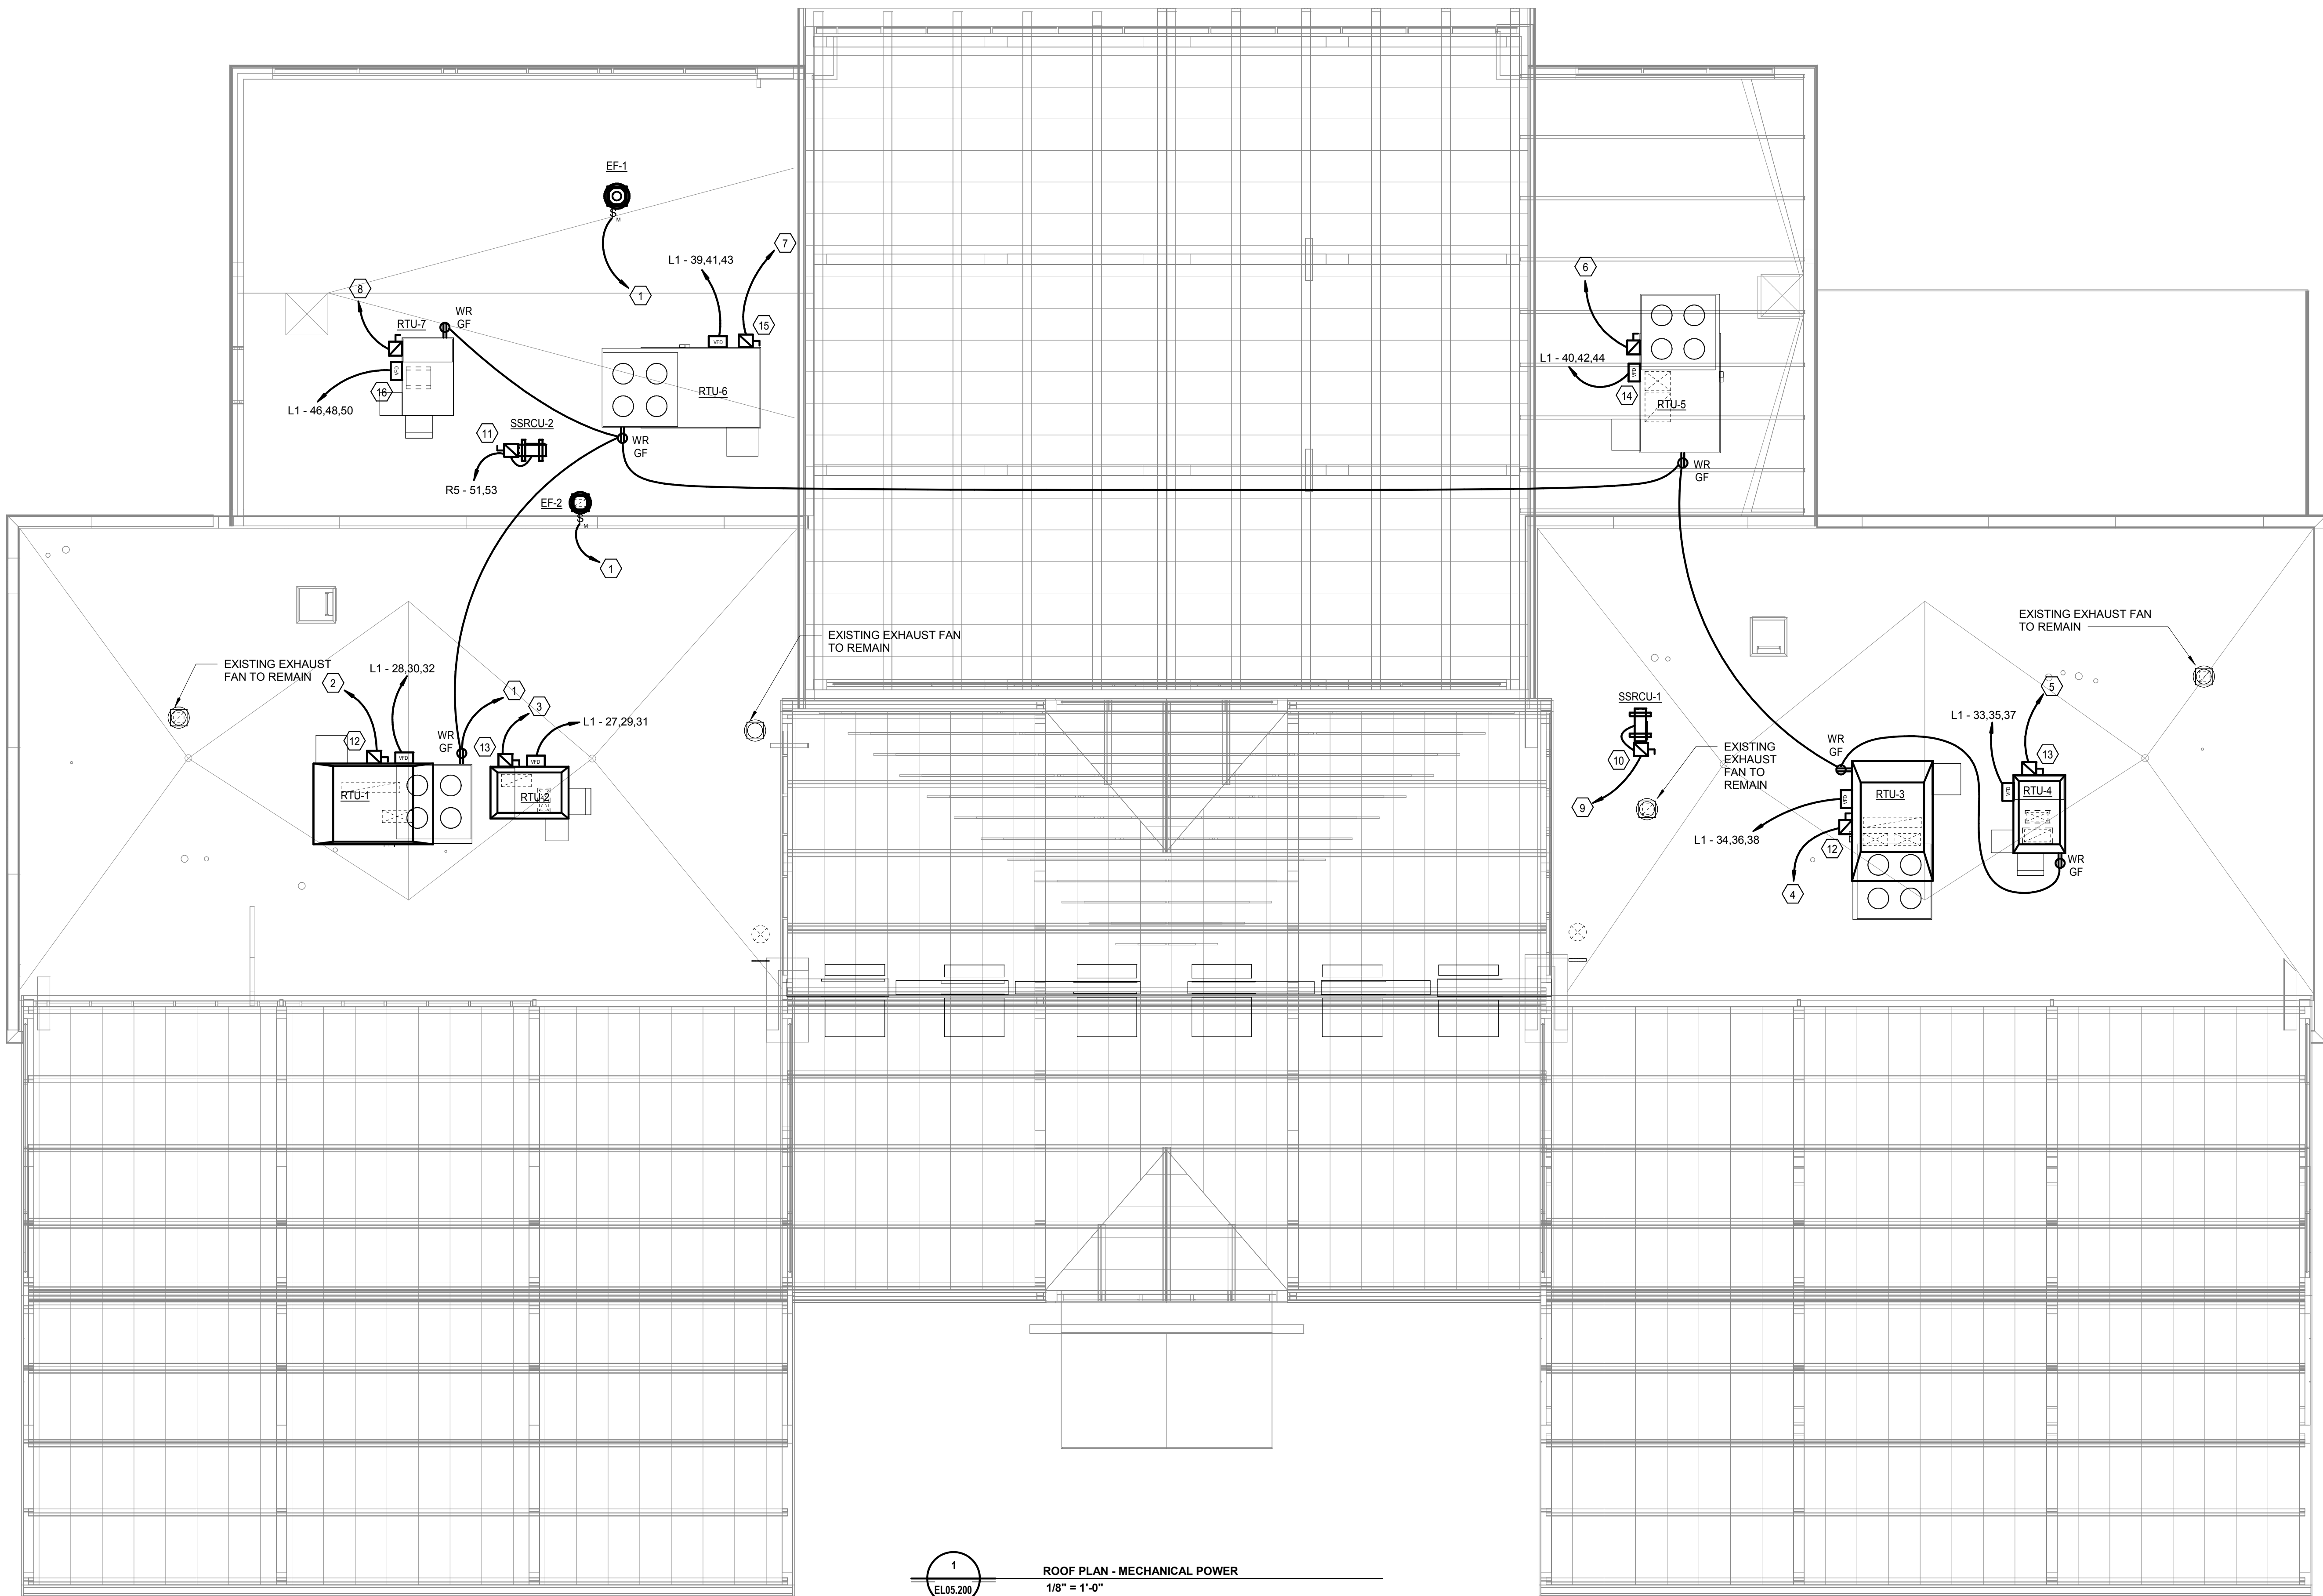 EF-1
S
M
1
7
L1 - 39,41,43
15
VFD
RTU-6
8
RTU-7
WR
GF
VFD
16
L1 - 46,48,50
SSRCU-2
11
R5 - 51,53
WR
GF
EF-2
S
M
1
6
L1 - 40,42,44
VFD
14
RTU-5
WR
GF
EXISTING EXHAUST
FAN TO REMAIN
2
L1 - 28,30,32
1
3
L1 - 27,29,31
12
VFD
WR
GF
13
VFD
RTU-1
RTU-2
EXISTING EXHAUST FAN
TO REMAIN
EXISTING EXHAUST FAN
TO REMAIN
SSRCU-1
10
9
EXISTING
EXHAUST
FAN TO
REMAIN
WR
GF
L1 - 33,35,37
5
13
VFD
RTU-3
VFD
RTU-4
L1 - 34,36,38
12
4
WR
GF
1
EL05.200
ROOF PLAN - MECHANICAL POWER
1/8" = 1'-0"